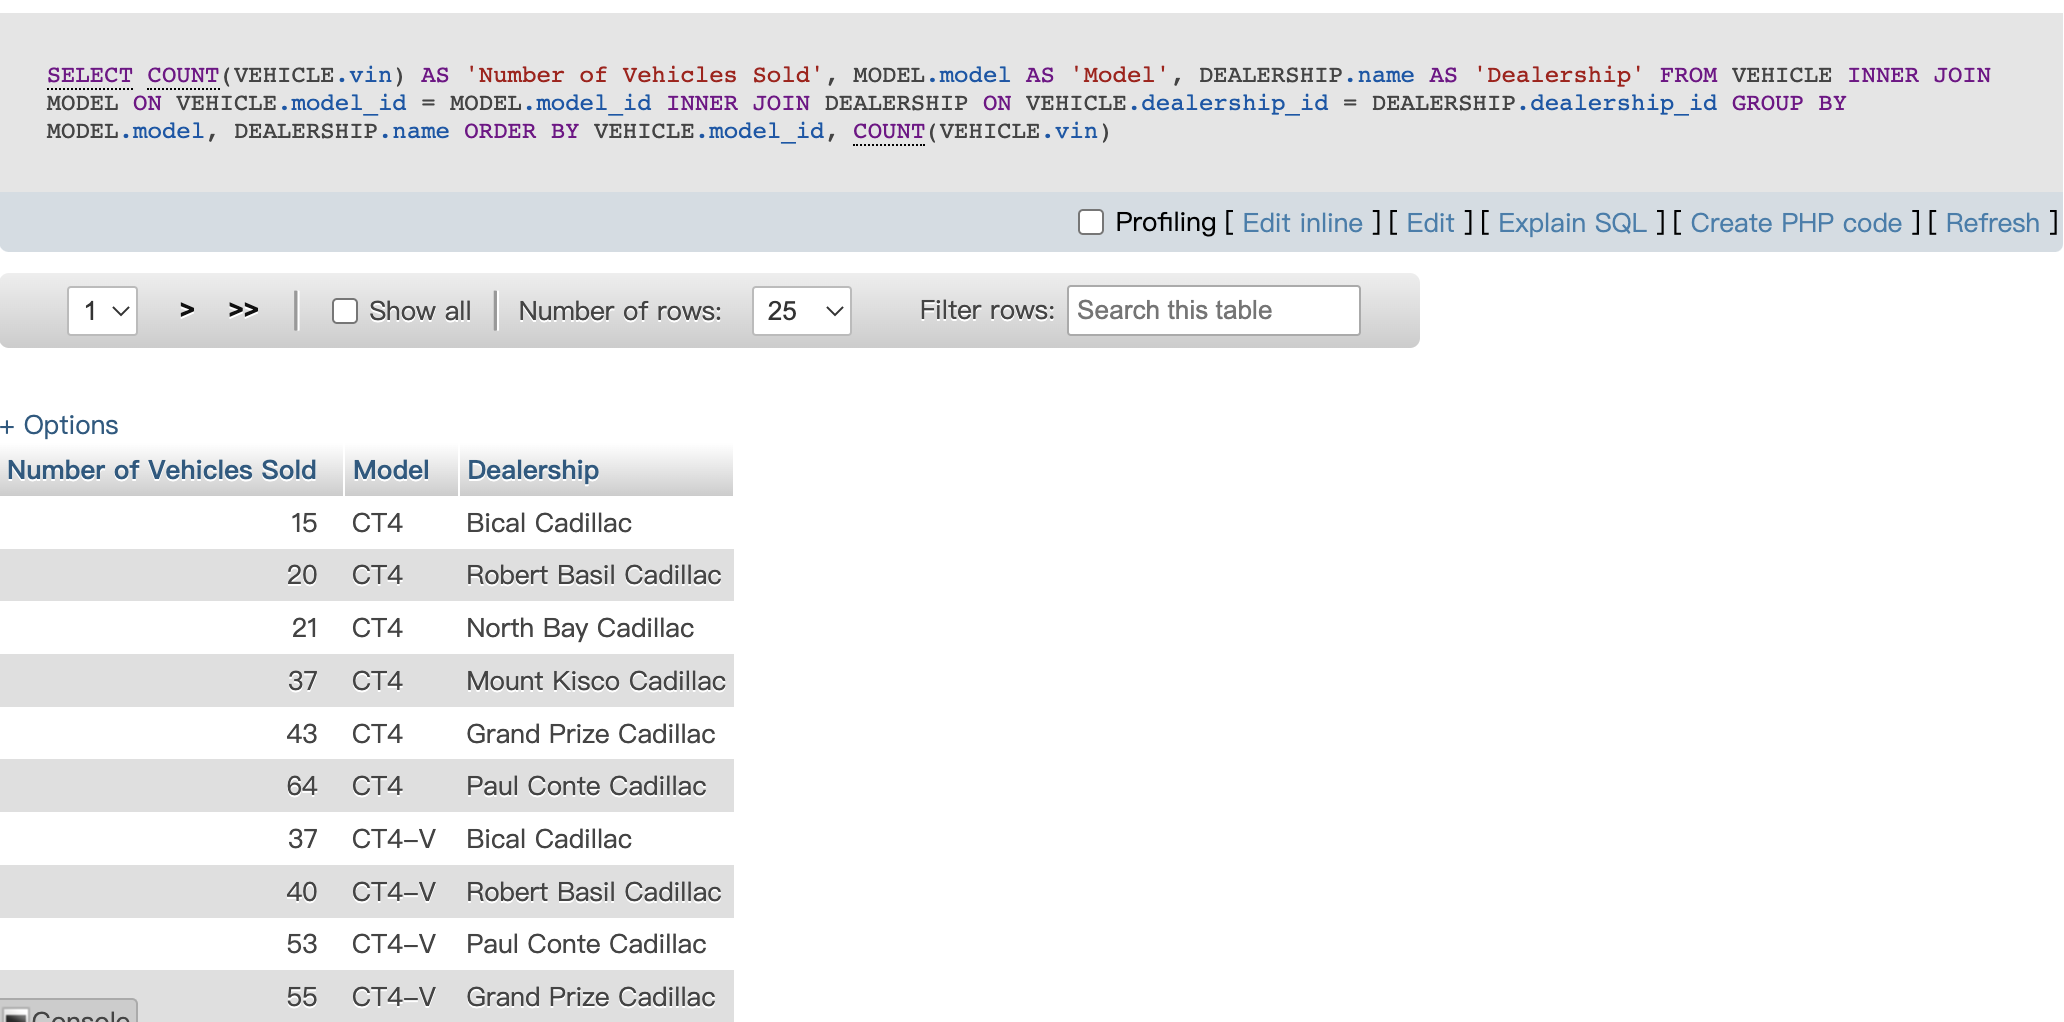 SELECT COUNT(VEHICLE.vin) AS 'Number of Vehicles Sold', MODEL.model AS 'Model', DEALERSHIP.name AS 'Dealership' FROM VEHICLE INNER JOIN
MODEL ON VEHICLE.model_id = MODEL.model_id INNER JOIN DEALERSHIP ON VEHICLE.dealership_id = DEALERSHIP.dealership_id GROUP BY
MODEL.model, DEALERSHIP.name ORDER BY VEHICLE.model_id, COUNT(VEHICLE.vin)
Profiling [ Edit inline ] [ Edit ] [ Explain SQL ] [ Create PHP code ] [ Refresh ]
1 > >> Show all Number of rows: 25 Filter rows: Search this table
+ Options
Number of Vehicles Sold Model Dealership
15 CT4 Bical Cadillac
20 CT4 Robert Basil Cadillac
21 CT4 North Bay Cadillac
37 CT4 Mount Kisco Cadillac
43 CT4 Grand Prize Cadillac
64 CT4 Paul Conte Cadillac
37 CT4-V Bical Cadillac
40 CT4-V Robert Basil Cadillac
53 CT4-V Paul Conte Cadillac
55 CT4-V Grand Prize Cadillac
Console